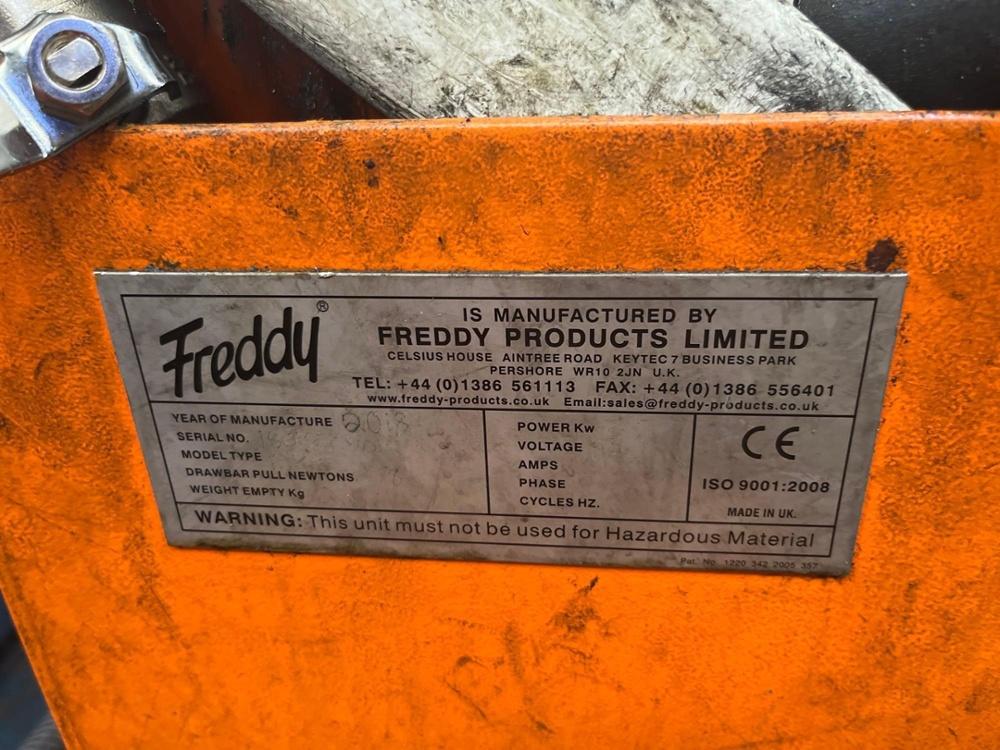 Freddy®
IS MANUFACTURED BY
FREDDY PRODUCTS LIMITED
CELSIUS HOUSE AINTREE ROAD KEYTEC 7 BUSINESS PARK
PERSHORE WR10 2JN U.K.
TEL: +44 (0)1386 561113 FAX: +44 (0)1386 556401
www.freddy-products.co.uk Email:sales@freddy-products.co.uk
YEAR OF MANUFACTURE
SERIAL NO.
MODEL TYPE
DRAWBAR PULL NEWTONS
WEIGHT EMPTY Kg
POWER Kw
VOLTAGE
AMPS
PHASE
CYCLES HZ.
CE
ISO 9001:2008
MADE IN UK.
WARNING: This unit must not be used for Hazardous Material
Pat. No. 1220 342 2005 357